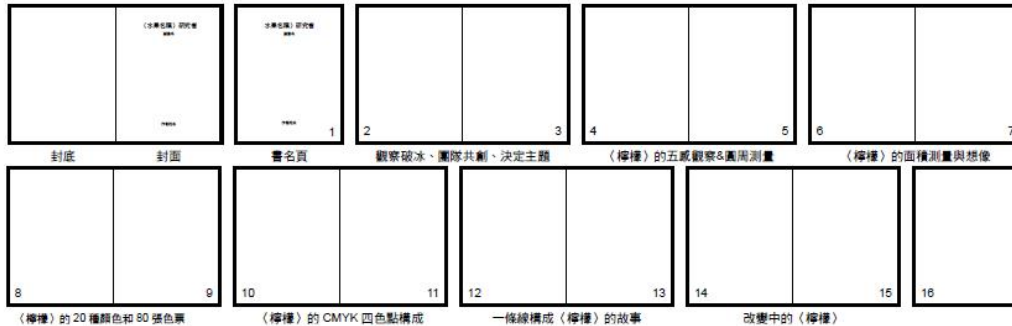 〈水果名稱〉研究者
〈水果名稱〉研究者
1
2
3
4
5
6
7
封底
封面
書名頁
觀察破冰、團隊共創、決定主題
〈檸檬〉的五感觀察&圓周測量
〈檸檬〉的面積測量與想像
8
9
10
11
12
13
14
15
16
〈檸檬〉的 20 種顏色和 80 張色票
〈檸檬〉的 CMYK 四色點構成
一條線構成〈檸檬〉的故事
改變中的〈檸檬〉